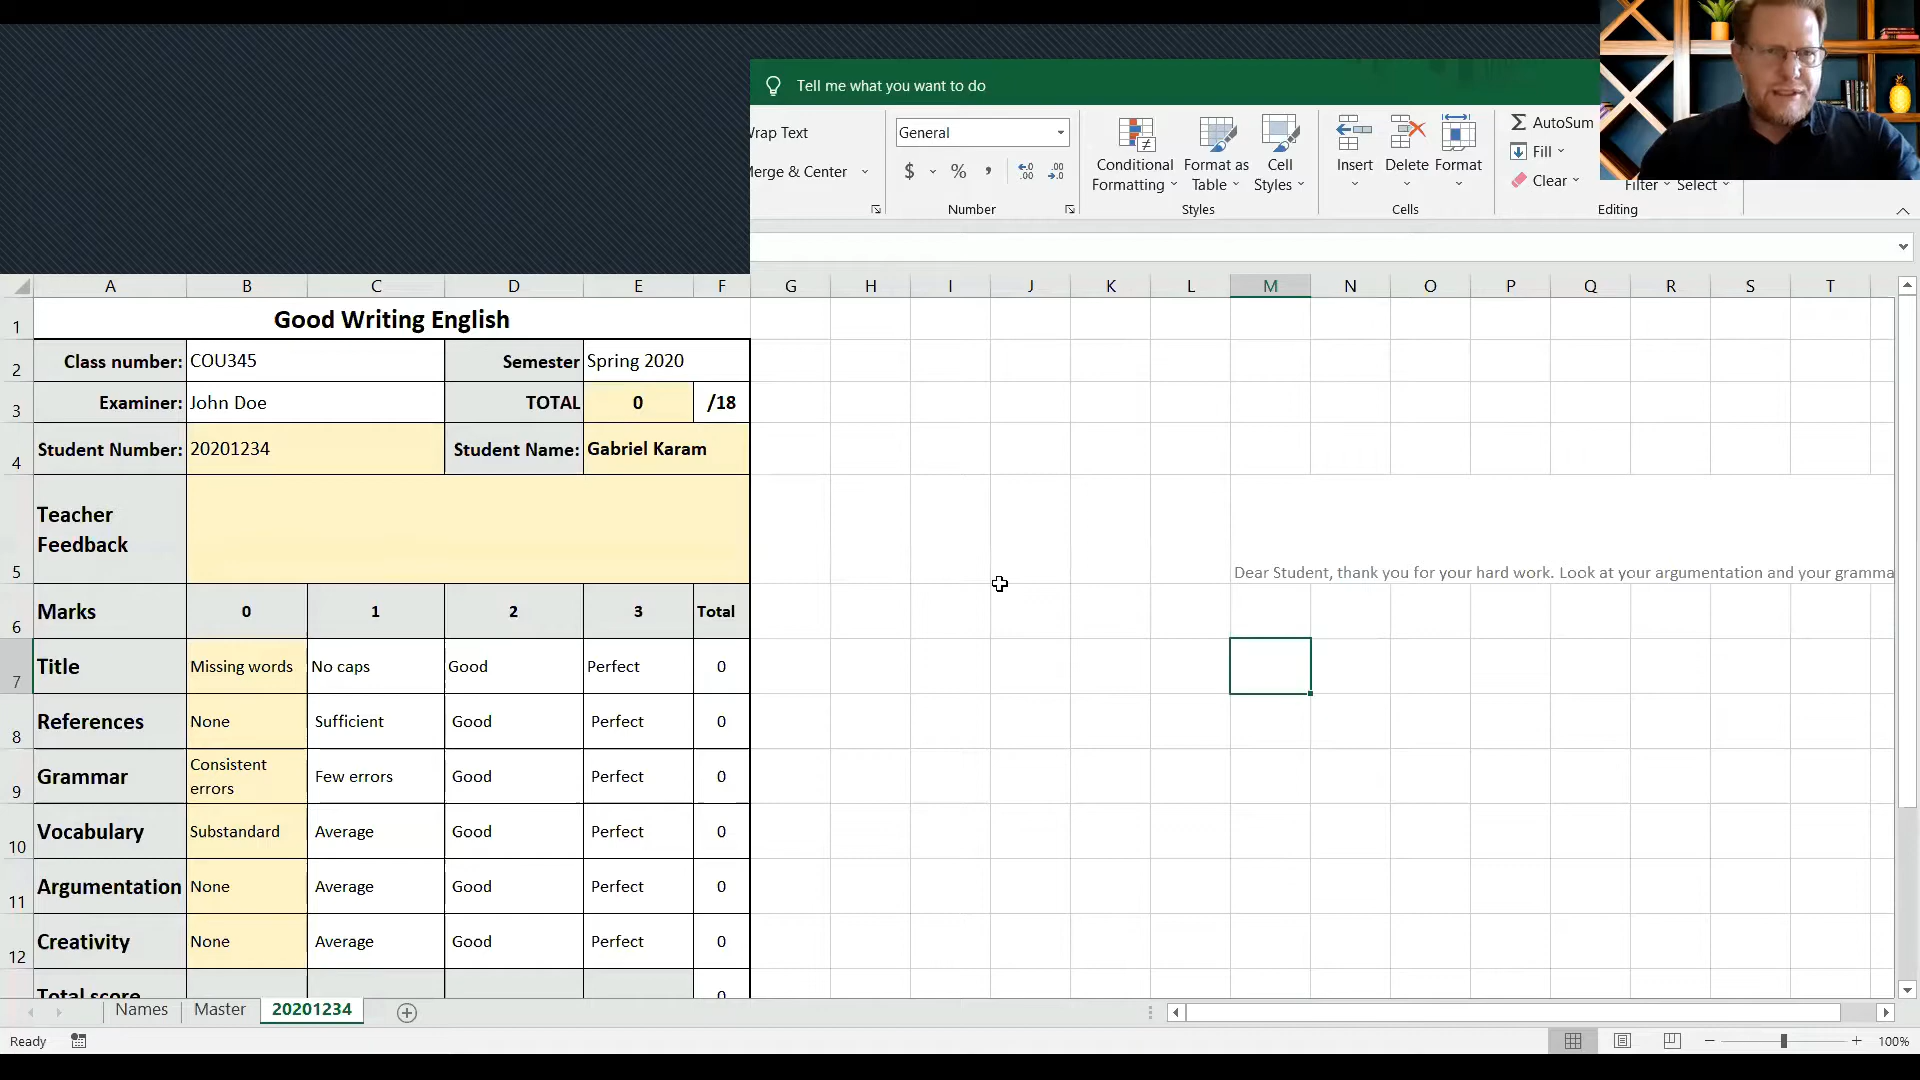 Tell me what you want to do
Wrap Text
General
Merge & Center
$ % ,
Conditional Formatting
Format as Table
Cell Styles
Insert
Delete
Format
AutoSum
Fill
Clear
Filter
Select
Number
Styles
Cells
Editing
A B C D E F G H I J K L M N O P Q R S T
1 Good Writing English
2 Class number: COU345 Semester Spring 2020
3 Examiner: John Doe TOTAL 0 /18
4 Student Number: 20201234 Student Name: Gabriel Karam
5 Teacher Feedback
Dear Student, thank you for your hard work. Look at your argumentation and your gramma
6 Marks 0 1 2 3 Total
7 Title Missing words No caps Good Perfect 0
8 References None Sufficient Good Perfect 0
9 Grammar Consistent errors Few errors Good Perfect 0
10 Vocabulary Substandard Average Good Perfect 0
11 Argumentation None Average Good Perfect 0
12 Creativity None Average Good Perfect 0
Total score 0
Names Master 20201234
Ready
100%